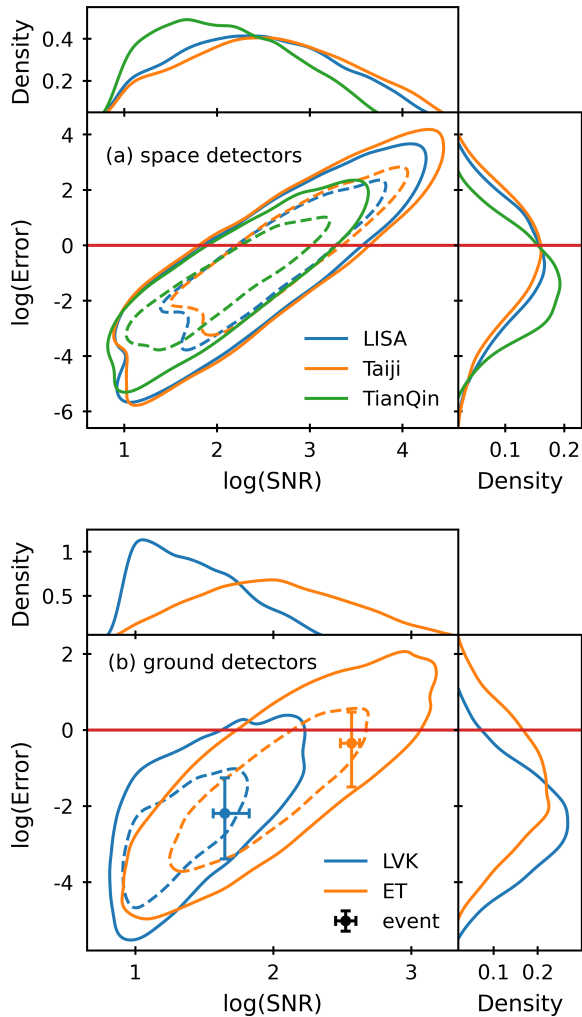 Density
0.4
0.2
log(Error)
4
2
0
-2
-4
-6
(a) space detectors
LISA
Taiji
TianQin
1 2 3 4
0.1 0.2
log(SNR)
Density
Density
1
0.5
log(Error)
2
0
-2
-4
(b) ground detectors
LVK
ET
event
1 2 3
0.1 0.2
log(SNR)
Density